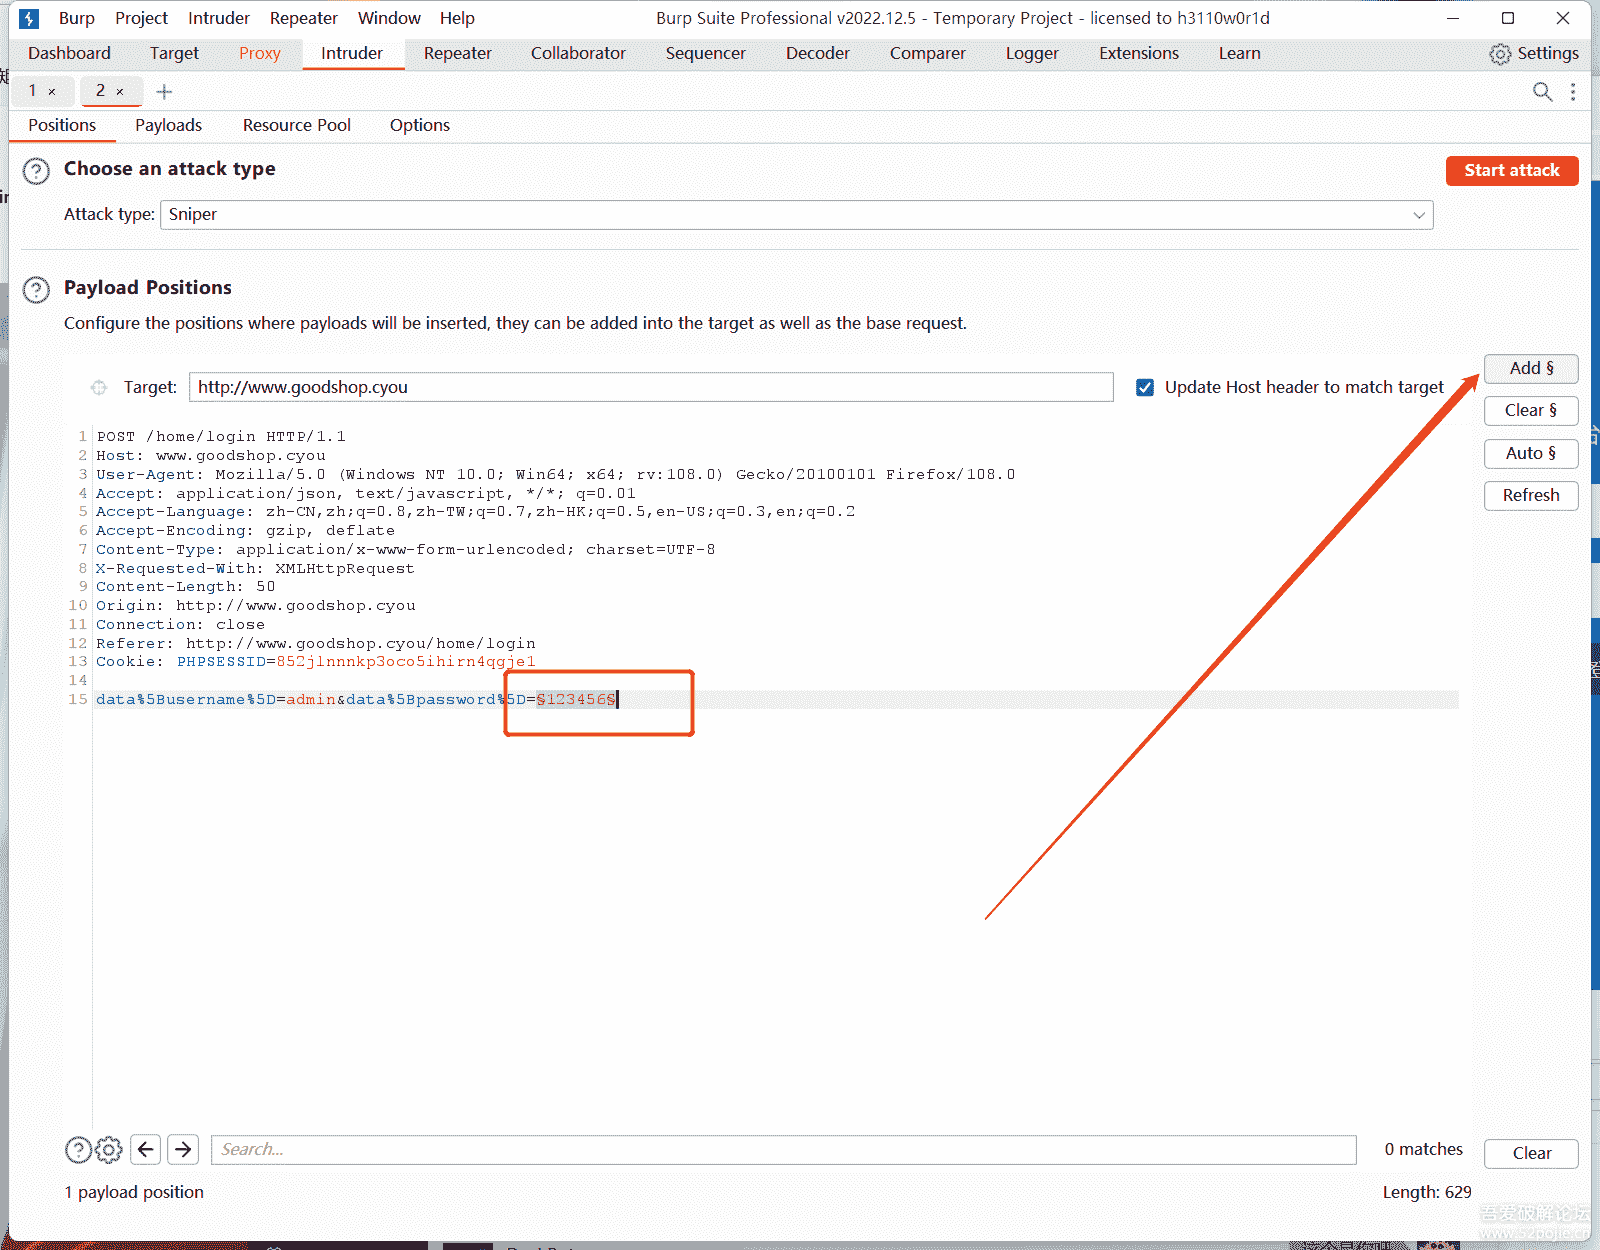 Burp Project Intruder Repeater Window Help Burp Suite Professional v2022.12.5 - Temporary Project - licensed to h3110w0r1d
Dashboard Target Proxy Intruder Repeater Collaborator Sequencer Decoder Comparer Logger Extensions Learn Settings
1 × 2 × +
Positions Payloads Resource Pool Options
? Choose an attack type Start attack
Attack type: Sniper
? Payload Positions
Configure the positions where payloads will be inserted, they can be added into the target as well as the base request.
Add §
Target: http://www.goodshop.cyou Update Host header to match target
Clear §
Auto §
Refresh
1 POST /home/login HTTP/1.1
2 Host: www.goodshop.cyou
3 User-Agent: Mozilla/5.0 (Windows NT 10.0; Win64; x64; rv:108.0) Gecko/20100101 Firefox/108.0
4 Accept: application/json, text/javascript, */*; q=0.01
5 Accept-Language: zh-CN,zh;q=0.8,zh-TW;q=0.7,zh-HK;q=0.5,en-US;q=0.3,en;q=0.2
6 Accept-Encoding: gzip, deflate
7 Content-Type: application/x-www-form-urlencoded; charset=UTF-8
8 X-Requested-With: XMLHttpRequest
9 Content-Length: 50
10 Origin: http://www.goodshop.cyou
11 Connection: close
12 Referer: http://www.goodshop.cyou/home/login
13 Cookie: PHPSESSID=852jlnnnkp3oco5ihirn4qgje1
14
15 data%5Busername%5D=admin&data%5Bpassword%5D=§123456§
? Search... 0 matches Clear
1 payload position Length: 629
吾爱破解论坛
www.52pojie.cn